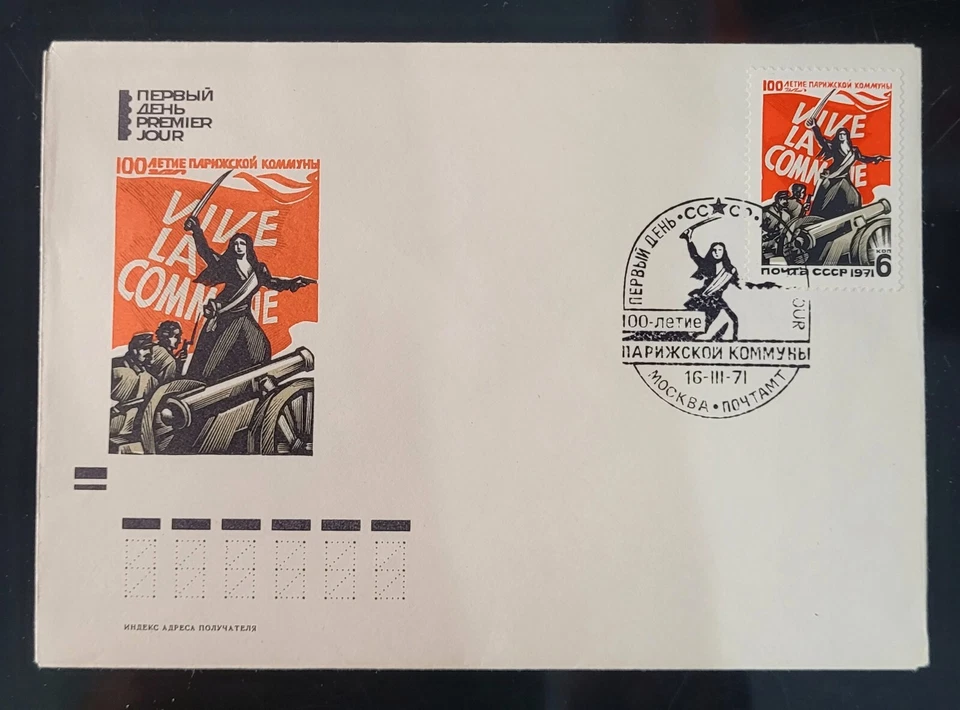 ПЕРВЫЙ
ДЕНЬ
PREMIER
JOUR
100 ЛЕТИЕ ПАРИЖСКОЙ КОММУНЫ
VIVE
LA
COMMUNE
100 ЛЕТИЕ ПАРИЖСКОЙ КОММУНЫ
VIVE
LA
COMMUNE
КОП
6
ПОЧТА СССР 1971
ПЕРВЫЙ ДЕНЬ • СССР •
JOUR
100-летие
ПАРИЖСКОЙ КОММУНЫ
16-III-71
МОСКВА • ПОЧТАМТ
ИНДЕКС АДРЕСА ПОЛУЧАТЕЛЯ